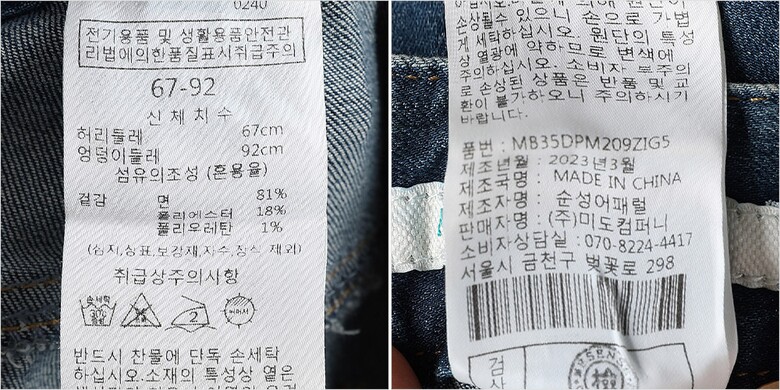 0240
전기용품 및 생활용품안전관
리법에의한품질표시취급주의
67-92
신체치수
허리둘레 67cm
엉덩이둘레 92cm
섬유의조성 (혼용율)
겉감 면 81%
폴리에스터 18%
폴리우레탄 1%
(심지,상표,보강재,자수,장식 제외)
취급상주의사항
손세탁
30℃
중성
2
반드시 찬물에 단독 손세탁
하십시오.소재의 특성상 옅은
손상될수 있으니 손으로 가볍
게 세탁하십시오. 원단의 특성
상 열광에 약하므로 변색에
주의하십시오. 소비자 부주의
로 손상된 상품은 반품 및 교
환이 불가하오니 주의하시기
바랍니다.
품번 : MB35DPM209ZIG5
제조년월 : 2023년3월
제조국명 : MADE IN CHINA
제조자명 : 순성어패럴
판매자명 : (주)미도컴퍼니
소비자상담실 : 070-8224-4417
서울시 금천구 벚꽃로 298
검
사